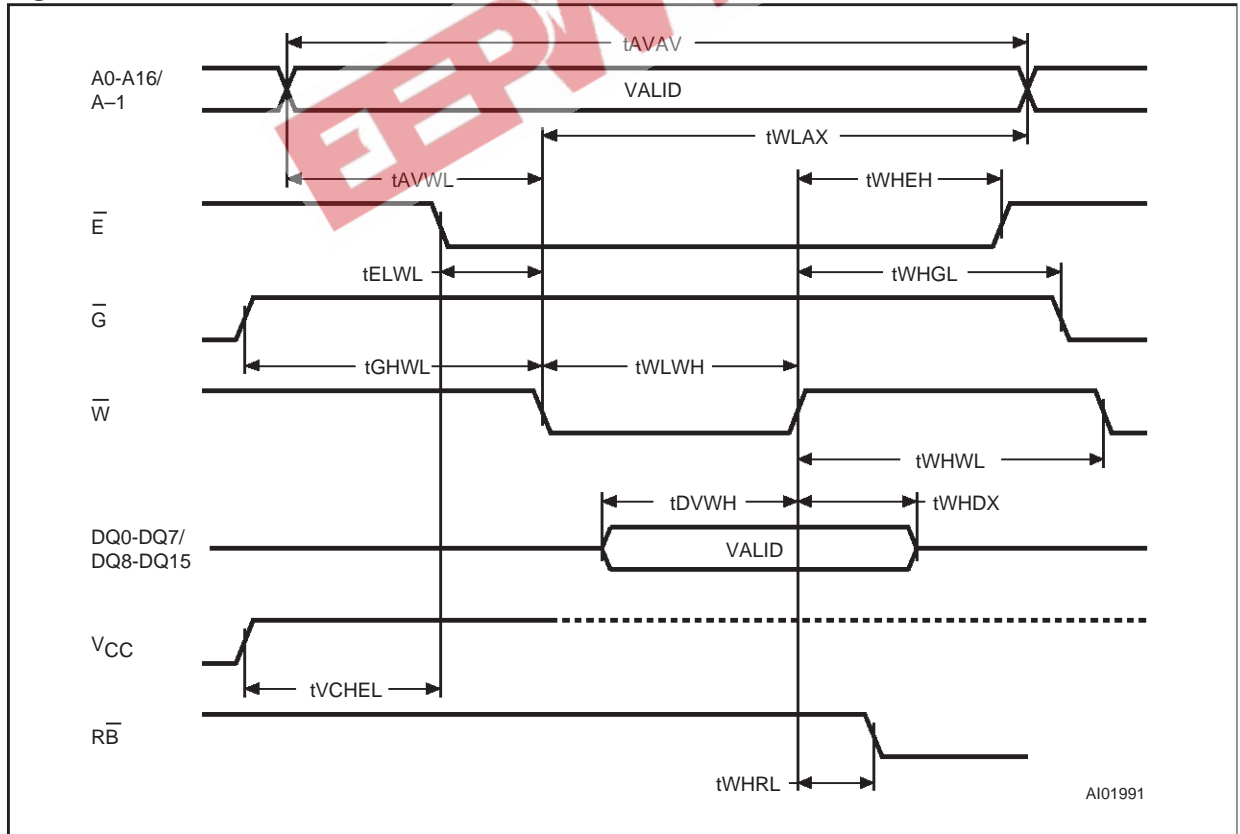 tAVAV
A0-A16/
A–1
VALID
tWLAX
tAVWL
tWHEH
E̅
tELWL
tWHGL
G̅
tGHWL
tWLWH
W̅
tWHWL
tDVWH
tWHDX
DQ0-DQ7/
DQ8-DQ15
VALID
VCC
tVCHEL
RB̅
tWHRL
AI01991